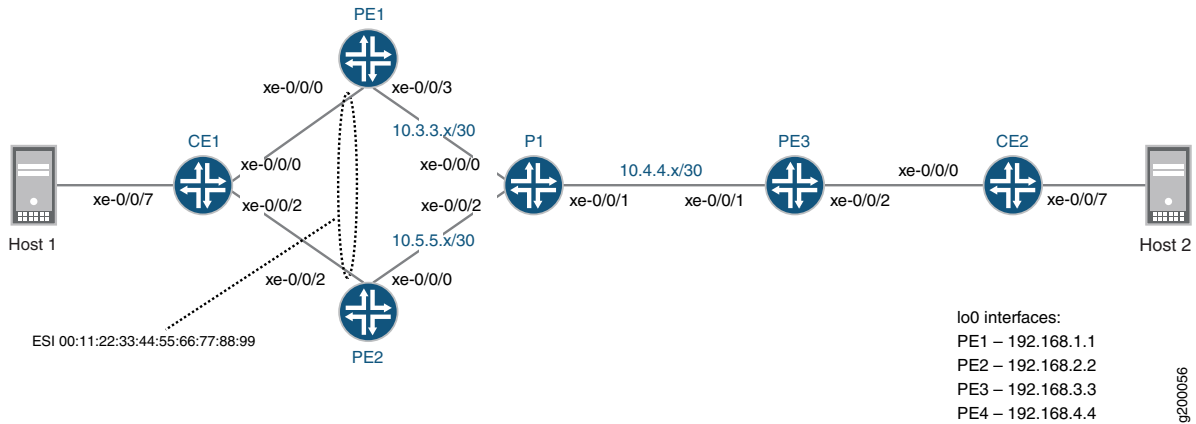 PE1
xe-0/0/0
xe-0/0/3
10.3.3.x/30
CE1
P1
PE3
CE2
xe-0/0/0
xe-0/0/0
10.4.4.x/30
xe-0/0/0
xe-0/0/7
xe-0/0/2
xe-0/0/2
xe-0/0/1
xe-0/0/1
xe-0/0/2
xe-0/0/7
Host 1
10.5.5.x/30
Host 2
xe-0/0/2
xe-0/0/0
ESI 00:11:22:33:44:55:66:77:88:99
PE2
lo0 interfaces:
PE1 – 192.168.1.1
PE2 – 192.168.2.2
PE3 – 192.168.3.3
PE4 – 192.168.4.4
g200056